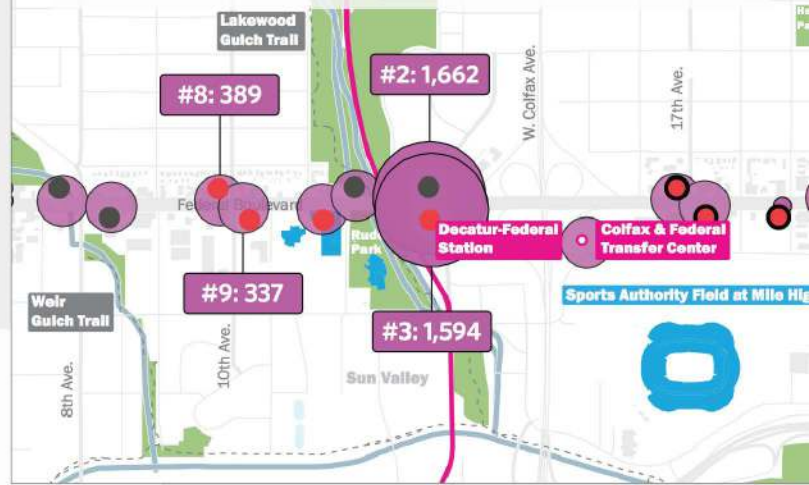 Lakewood
Gulch Trail
#2: 1,662
#8: 389
W. Colfax Ave.
17th Ave.
Federal Boulevard
Decatur-Federal
Station
Colfax & Federal
Transfer Center
#9: 337
Weir
Gulch Trail
#3: 1,594
Sports Authority Field at Mile
8th Ave.
10th Ave.
Sun Valley